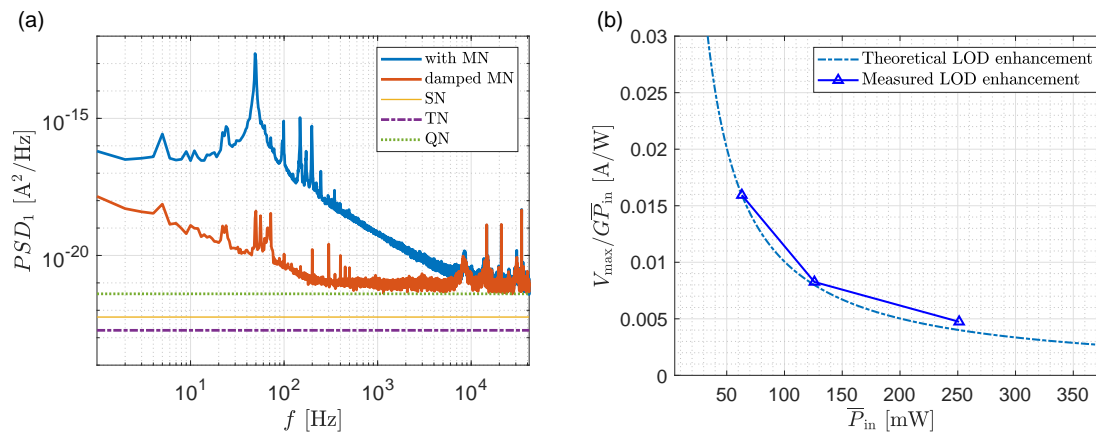 (a)
with MN
damped MN
SN
TN
QN
10^-15
10^-20
PSD_1 [A^2/Hz]
10^1 10^2 10^3 10^4
f [Hz]
(b)
Theoretical LOD enhancement
Measured LOD enhancement
0.03
0.025
0.02
0.015
0.01
0.005
0
V_max/GP̅_in [A/W]
50 100 150 200 250 300 350
P̅_in [mW]